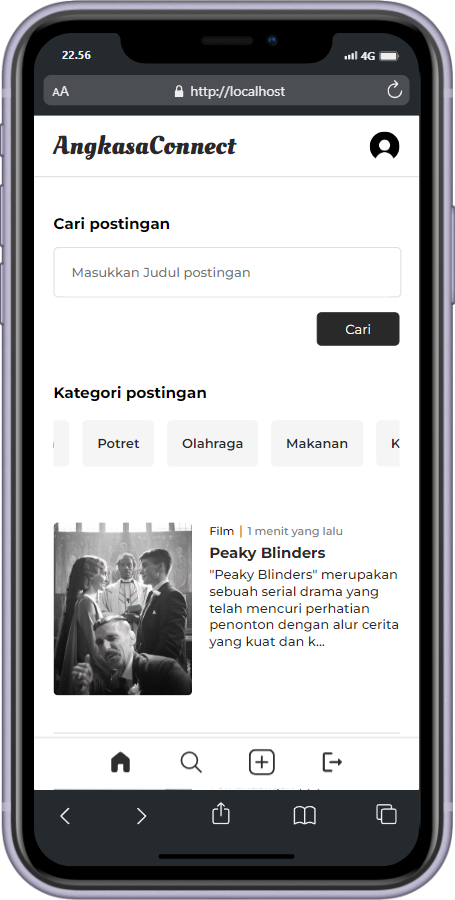 22.56
4G
AA
http://localhost
AngkasaConnect
Cari postingan
Masukkan Judul postingan
Cari
Kategori postingan
Potret
Olahraga
Makanan
K
Film | 1 menit yang lalu
Peaky Blinders
"Peaky Blinders" merupakan
sebuah serial drama yang
telah mencuri perhatian
penonton dengan alur cerita
yang kuat dan k...